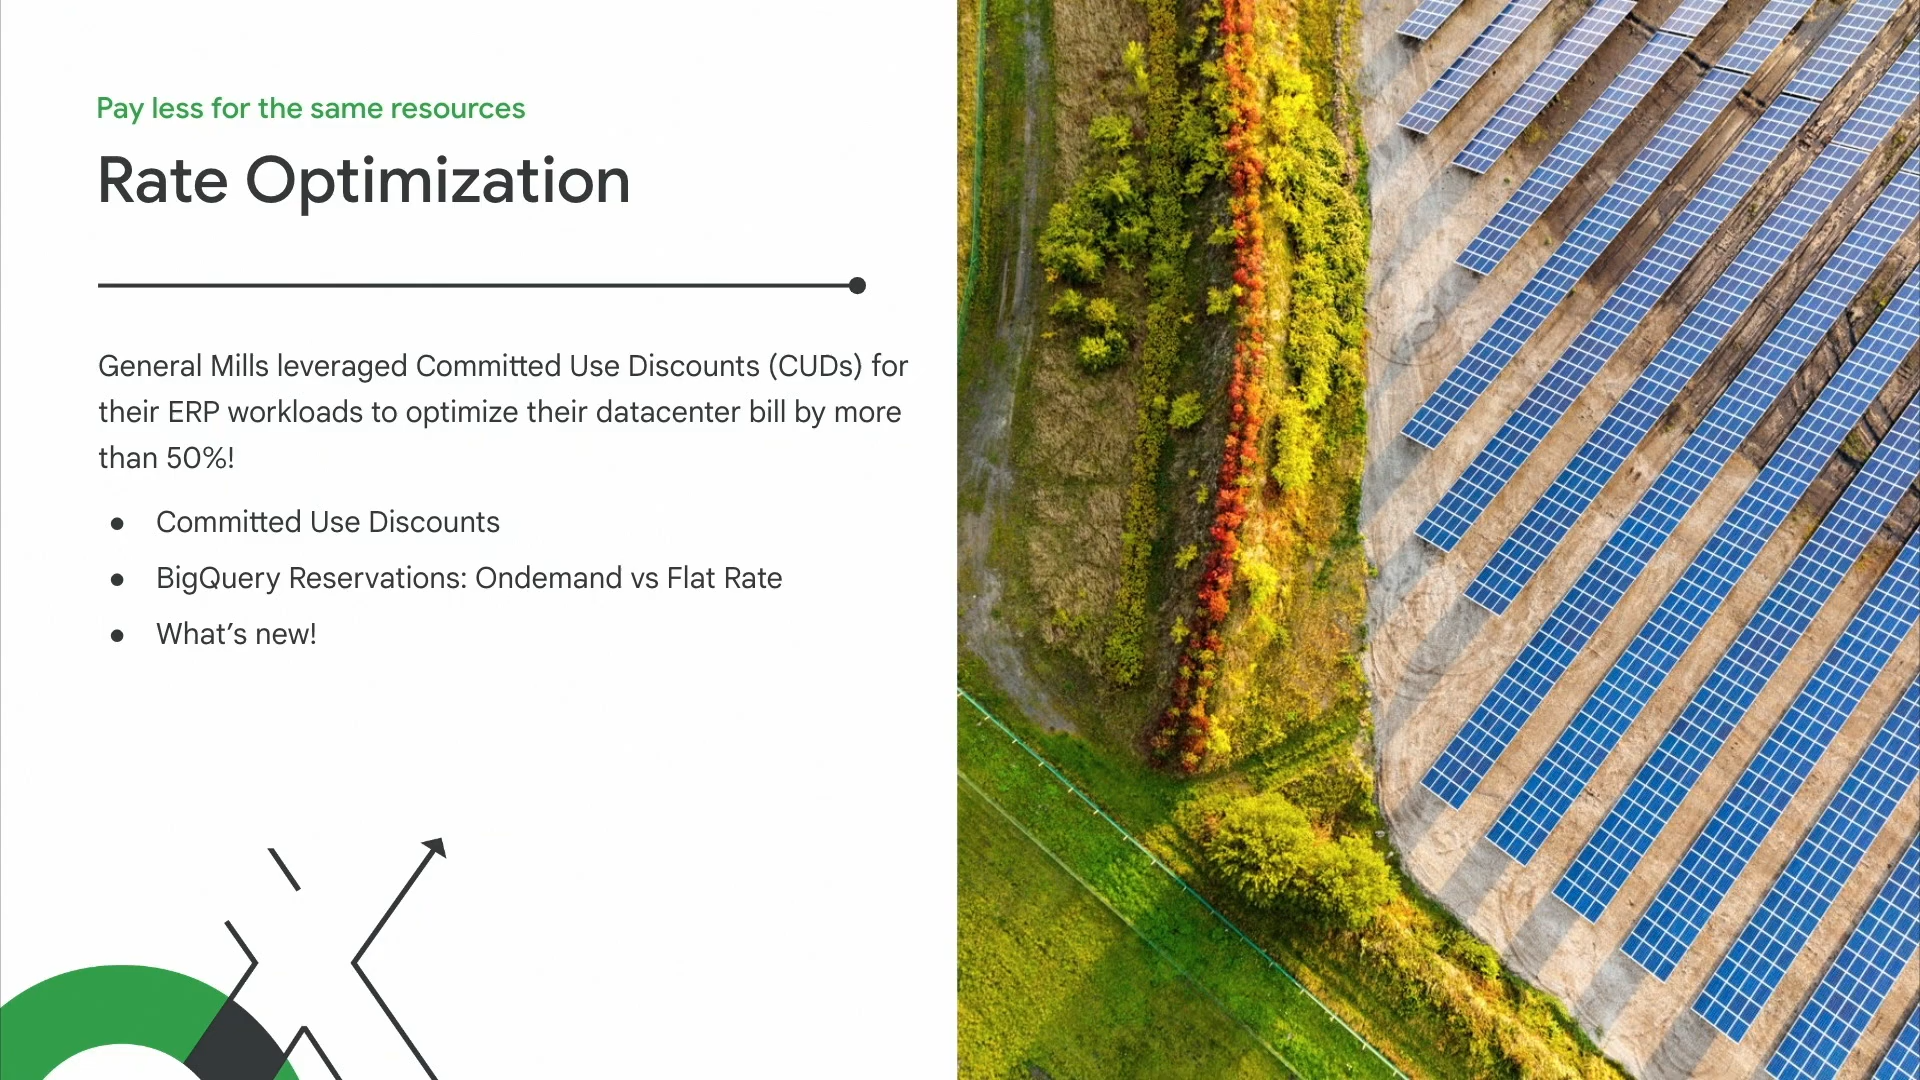 Pay less for the same resources
Rate Optimization
General Mills leveraged Committed Use Discounts (CUDs) for
their ERP workloads to optimize their datacenter bill by more
than 50%!
● Committed Use Discounts
● BigQuery Reservations: Ondemand vs Flat Rate
● What’s new!